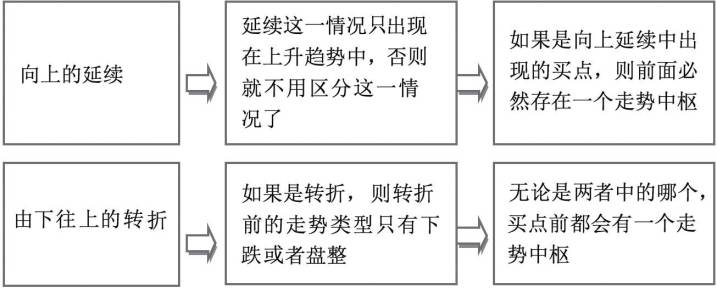 向上的延续
延续这一情况只出现
在上升趋势中，否则
就不用区分这一情
况了
如果是向上延续中出
现的买点，则前面必
然存在一个走势中枢
由下往上的转折
如果是转折，则转折
前的走势类型只有下
跌或者盘整
无论是两者中的哪个，
买点前都会有一个走
势中枢